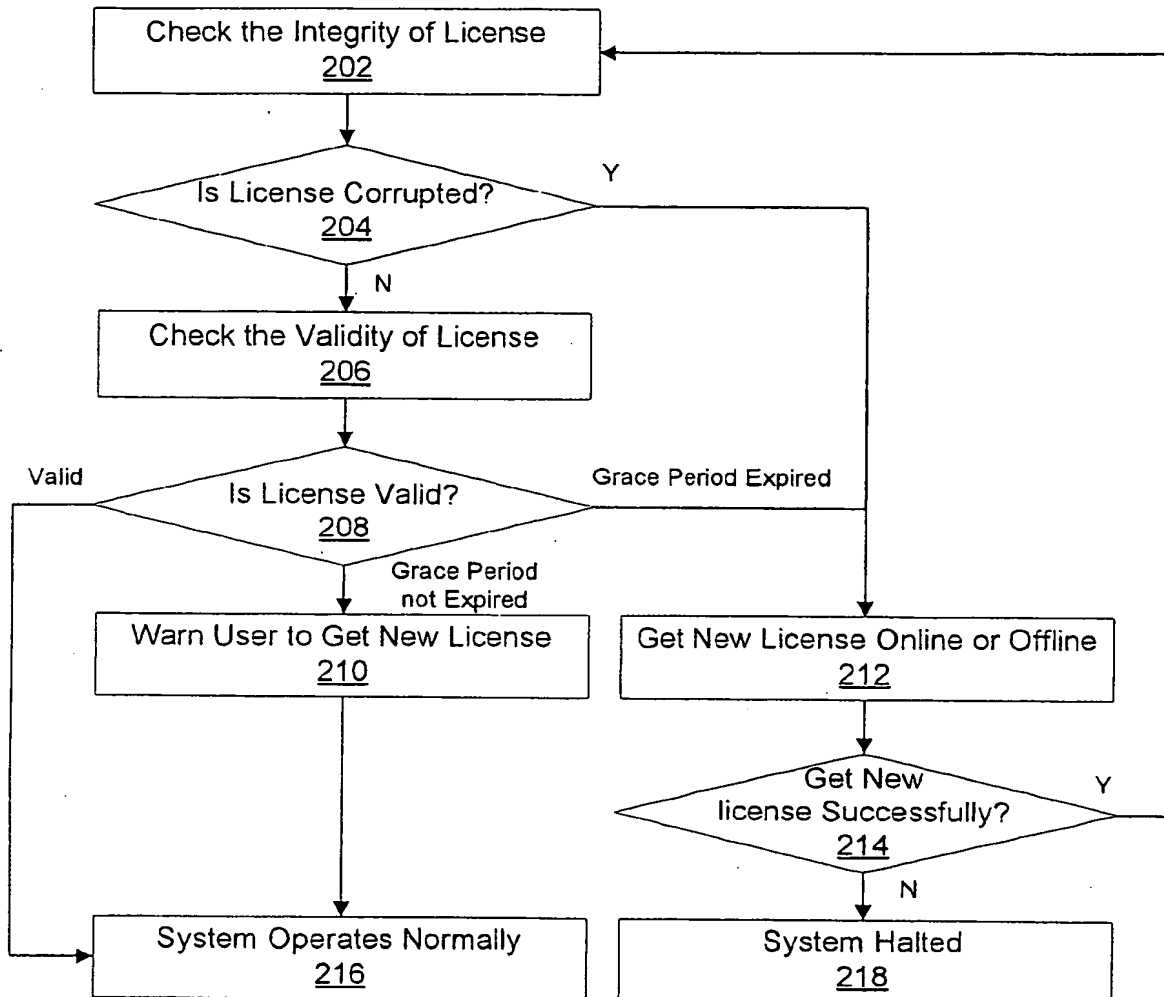 Check the Integrity of License
202
Is License Corrupted?
204
Y
N
Check the Validity of License
206
Valid
Is License Valid?
208
Grace Period Expired
Grace Period
not Expired
Warn User to Get New License
210
Get New License Online or Offline
212
Get New
license Successfully?
214
Y
N
System Operates Normally
216
System Halted
218